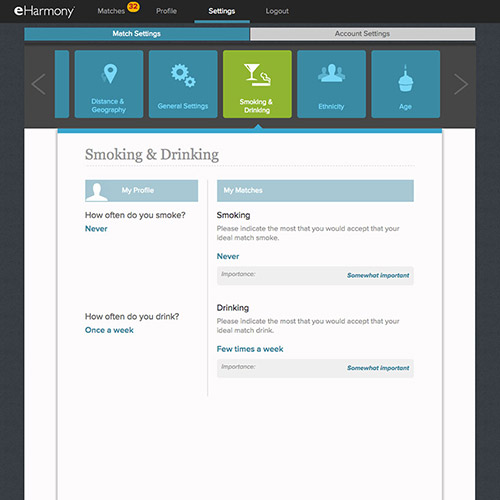 eHarmony Matches 32 Profile Settings Logout
Match Settings Account Settings
Distance &
Geography
General Settings
Smoking &
Drinking
Ethnicity
Age
Smoking & Drinking
My Profile
How often do you smoke?
Never
How often do you drink?
Once a week
My Matches
Smoking
Please indicate the most that you would accept that your
ideal match smoke.
Never
Importance: Somewhat important
Drinking
Please indicate the most that you would accept that your
ideal match drink.
Few times a week
Importance: Somewhat important